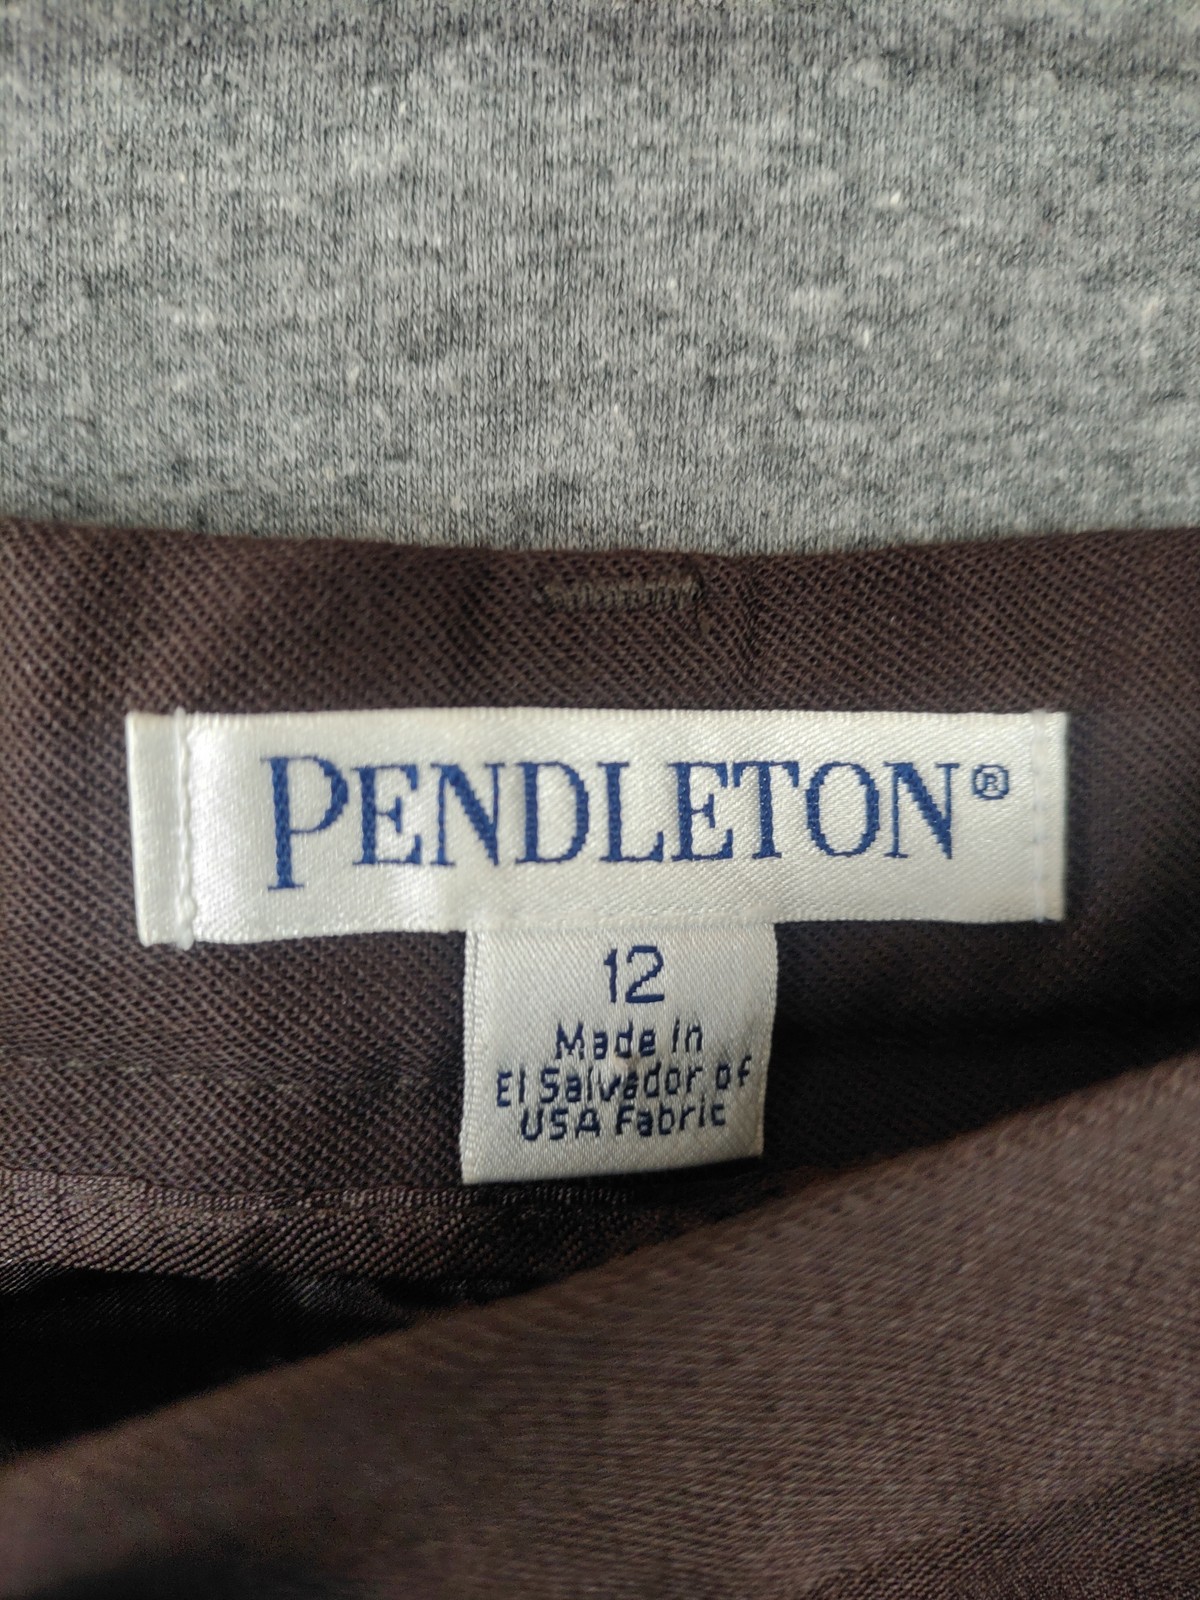 PENDLETON®
12
Made in
El Salvador of
USA Fabric